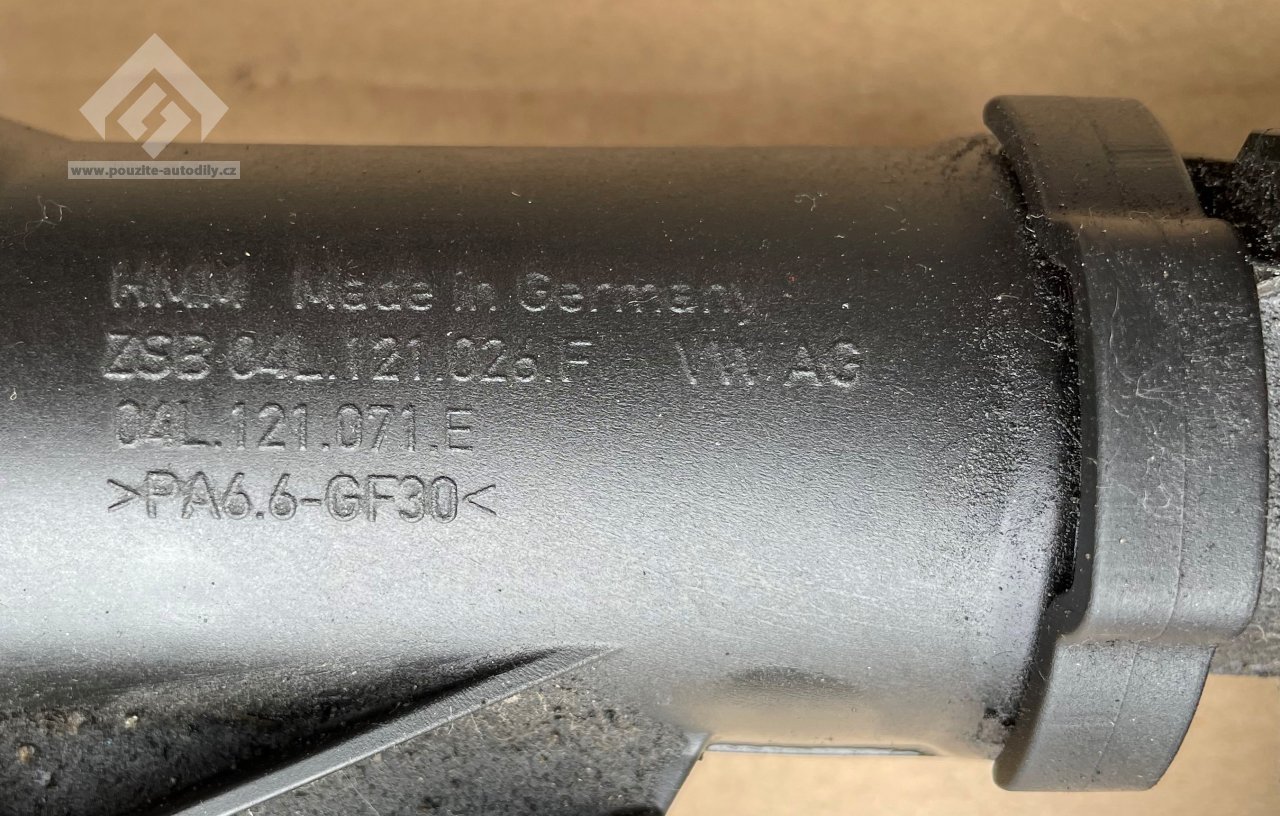 www.pouzite-autodily.cz
HMM Made in Germany
ZSB 04L.121.026.F VW AG
04L.121.071.E
>PA6.6-GF30<